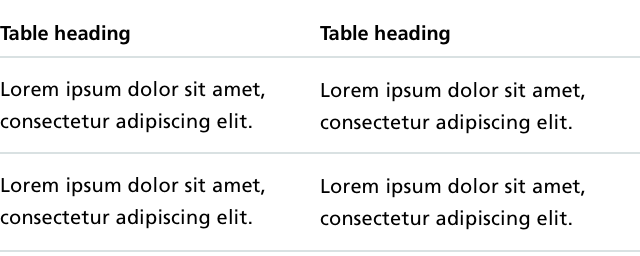 Table heading Table heading
Lorem ipsum dolor sit amet, Lorem ipsum dolor sit amet,
consectetur adipiscing elit. consectetur adipiscing elit.
Lorem ipsum dolor sit amet, Lorem ipsum dolor sit amet,
consectetur adipiscing elit. consectetur adipiscing elit.